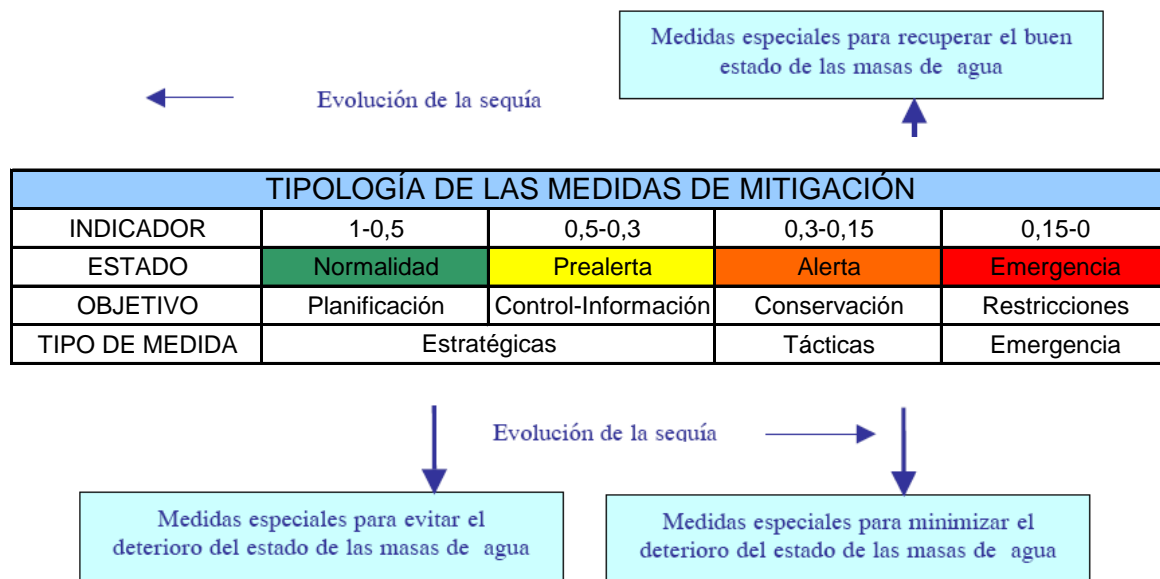 Medidas especiales para recuperar el buen
estado de las masas de agua
Evolución de la sequía
TIPOLOGÍA DE LAS MEDIDAS DE MITIGACIÓN
INDICADOR 1-0,5 0,5-0,3 0,3-0,15 0,15-0
ESTADO Normalidad Prealerta Alerta Emergencia
OBJETIVO Planificación Control-Información Conservación Restricciones
TIPO DE MEDIDA Estratégicas Tácticas Emergencia
Evolución de la sequía
Medidas especiales para evitar el
deterioro del estado de las masas de agua
Medidas especiales para minimizar el
deterioro del estado de las masas de agua